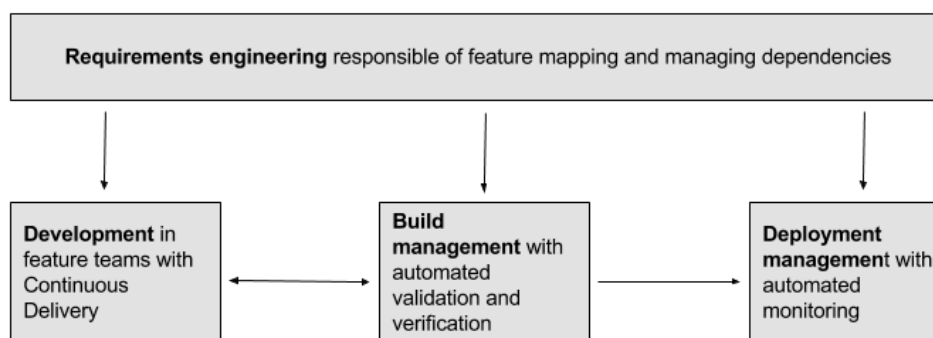 Requirements engineering responsible of feature mapping and managing dependencies
Development in
feature teams with
Continuous
Delivery
Build
management with
automated
validation and
verification
Deployment
management with
automated
monitoring